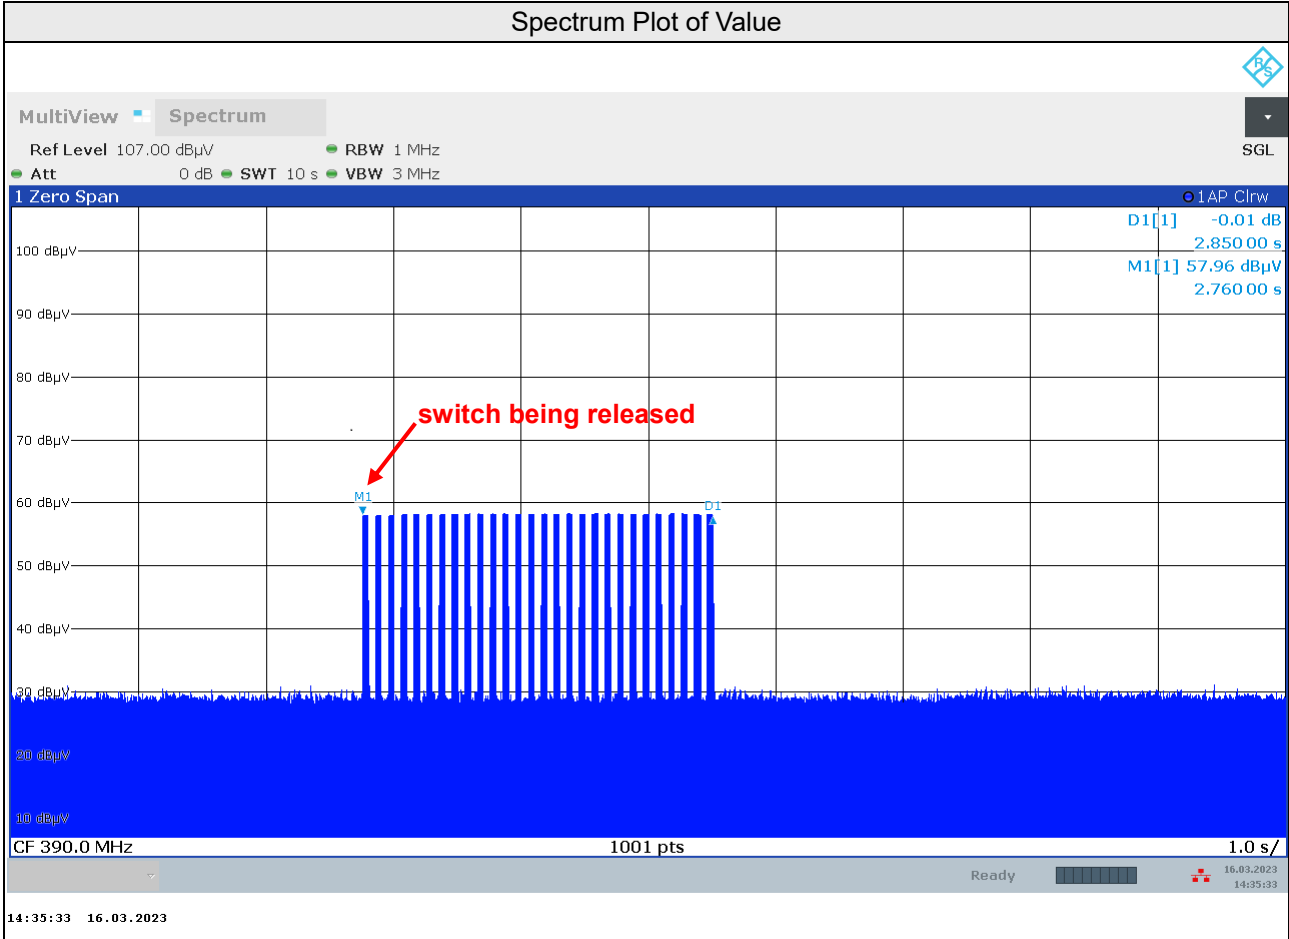 Spectrum Plot of Value
R S
MultiView Spectrum
Ref Level 107.00 dBµV RBW 1 MHz SGL
Att 0 dB SWT 10 s VBW 3 MHz
1 Zero Span 1AP Clrw
D1[1] -0.01 dB
2.850 00 s
M1[1] 57.96 dBµV
2.760 00 s
100 dBµV
90 dBµV
80 dBµV
switch being released
70 dBµV
M1
60 dBµV
D1
50 dBµV
40 dBµV
30 dBµV
20 dBµV
10 dBµV
CF 390.0 MHz 1001 pts 1.0 s/
Ready 16.03.2023
14:35:33
14:35:33 16.03.2023